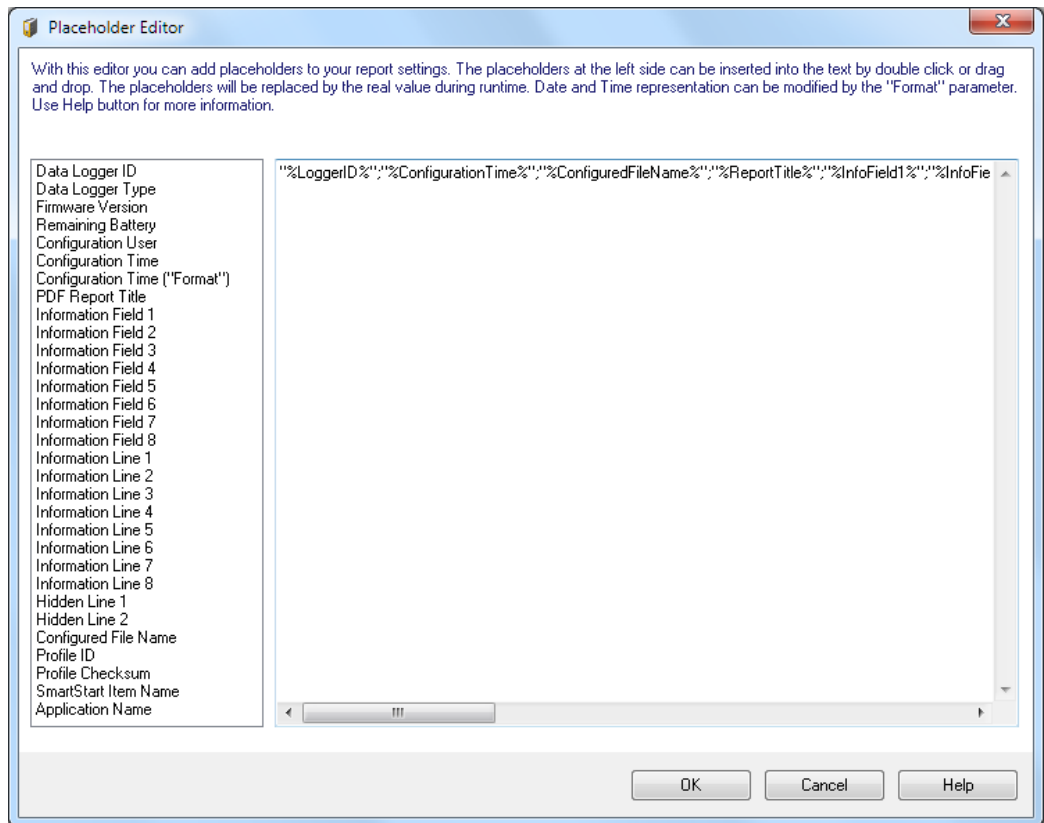 Placeholder Editor
With this editor you can add placeholders to your report settings. The placeholders at the left side can be inserted into the text by double click or drag
and drop. The placeholders will be replaced by the real value during runtime. Date and Time representation can be modified by the "Format" parameter.
Use Help button for more information.
Data Logger ID
Data Logger Type
Firmware Version
Remaining Battery
Configuration User
Configuration Time
Configuration Time ("Format")
PDF Report Title
Information Field 1
Information Field 2
Information Field 3
Information Field 4
Information Field 5
Information Field 6
Information Field 7
Information Field 8
Information Line 1
Information Line 2
Information Line 3
Information Line 4
Information Line 5
Information Line 6
Information Line 7
Information Line 8
Hidden Line 1
Hidden Line 2
Configured File Name
Profile ID
Profile Checksum
SmartStart Item Name
Application Name
"%LoggerID%";"%ConfigurationTime%";"%ConfiguredFileName%";"%ReportTitle%";"%InfoField1%";"%InfoFie
OK
Cancel
Help